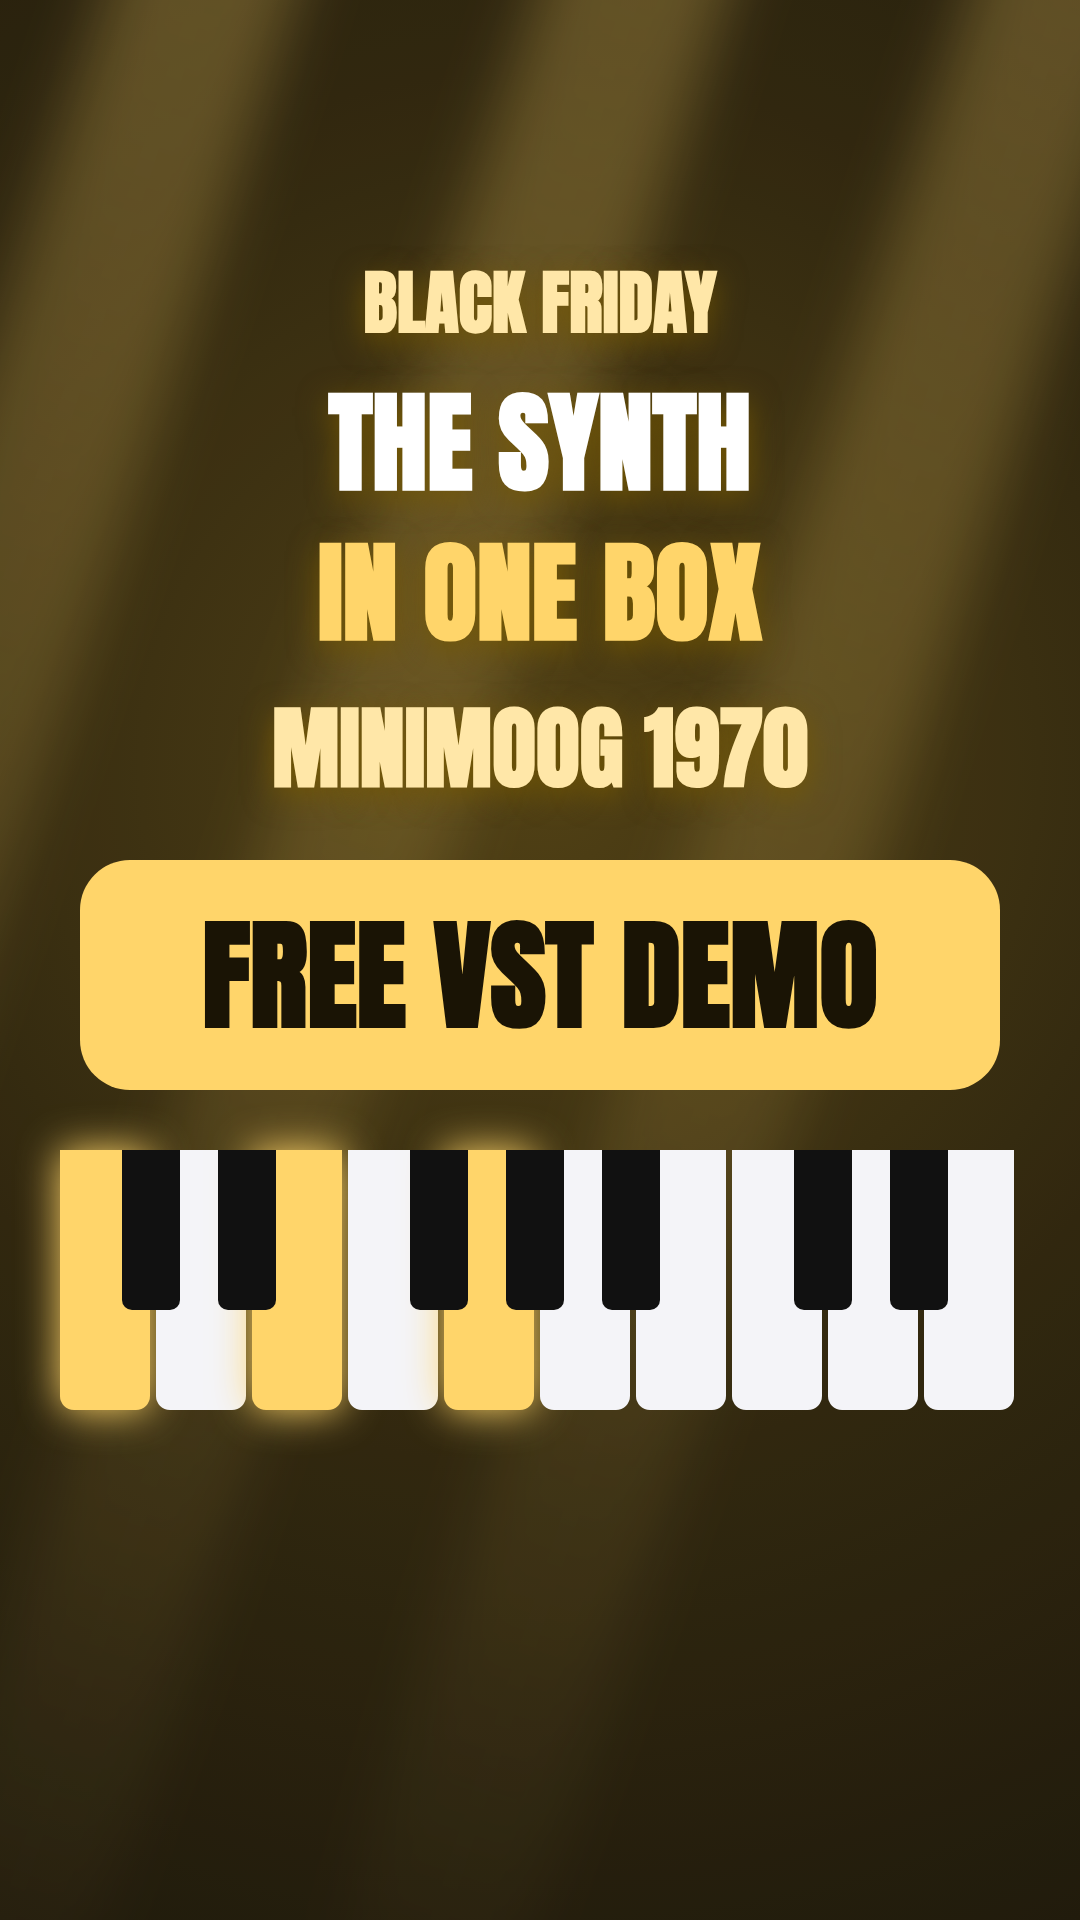 BLACK FRIDAY
THE SYNTH
IN ONE BOX
MINIMOOG 1970
FREE VST DEMO